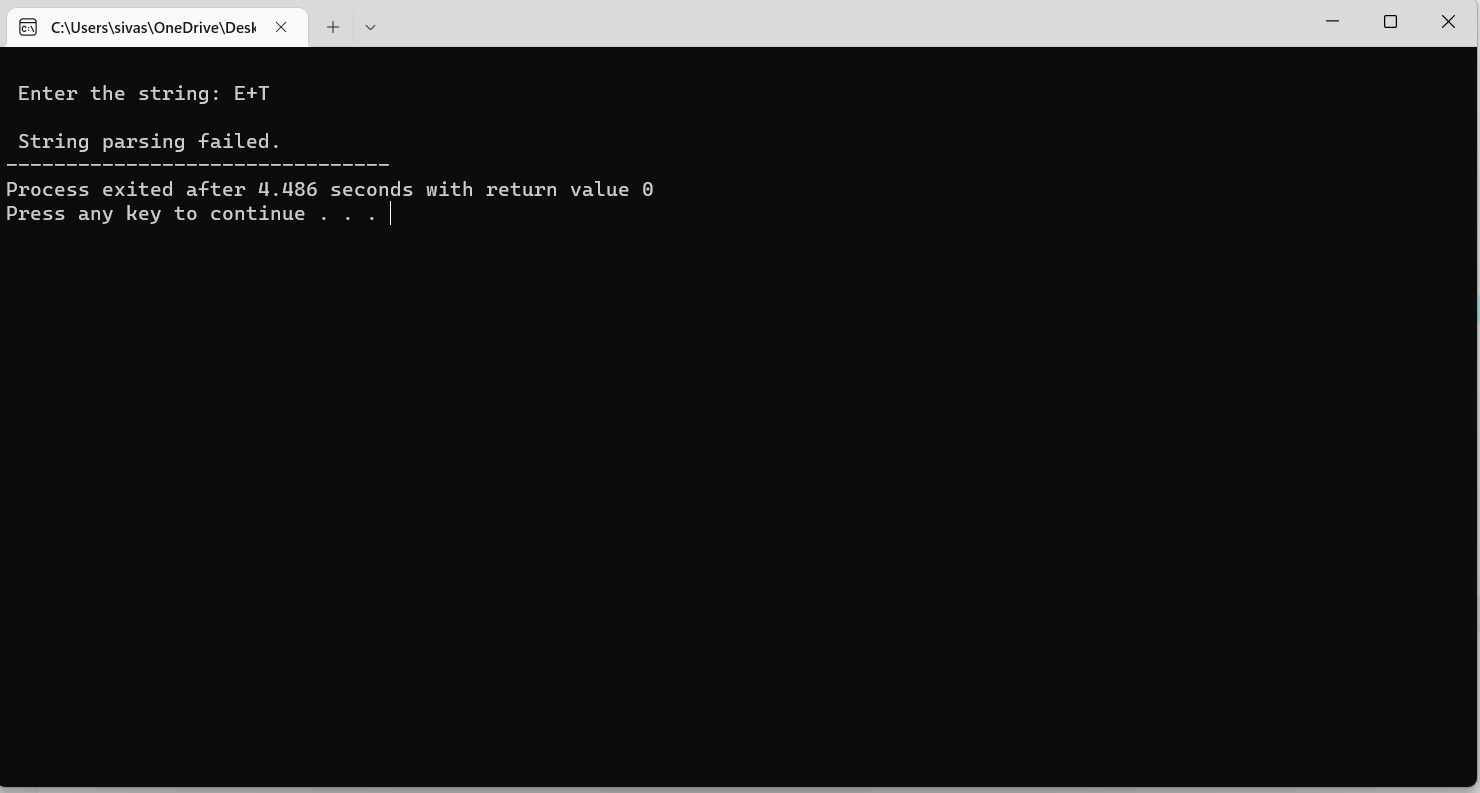 C:\Users\sivas\OneDrive\Desk
Enter the string: E+T
String parsing failed.
--------------------------------
Process exited after 4.486 seconds with return value 0
Press any key to continue . . .